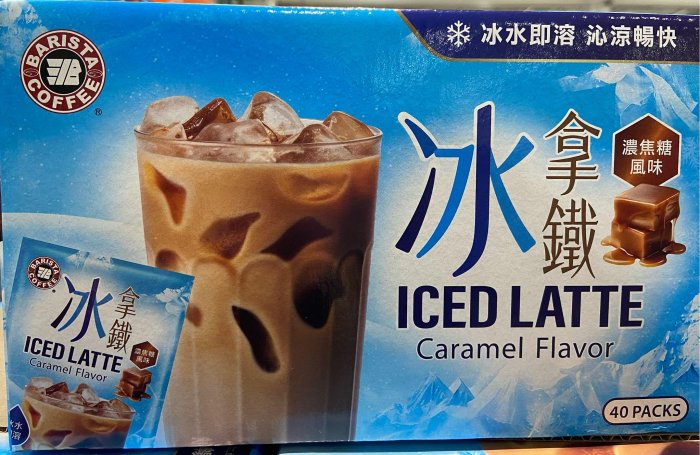 BARISTA
COFFEE
®
冰水即溶 沁涼暢快
冰拿鐵
濃焦糖
風味
ICED LATTE
Caramel Flavor
40 PACKS
BARISTA
COFFEE
冰拿鐵
濃焦糖
風味
ICED LATTE
Caramel Flavor